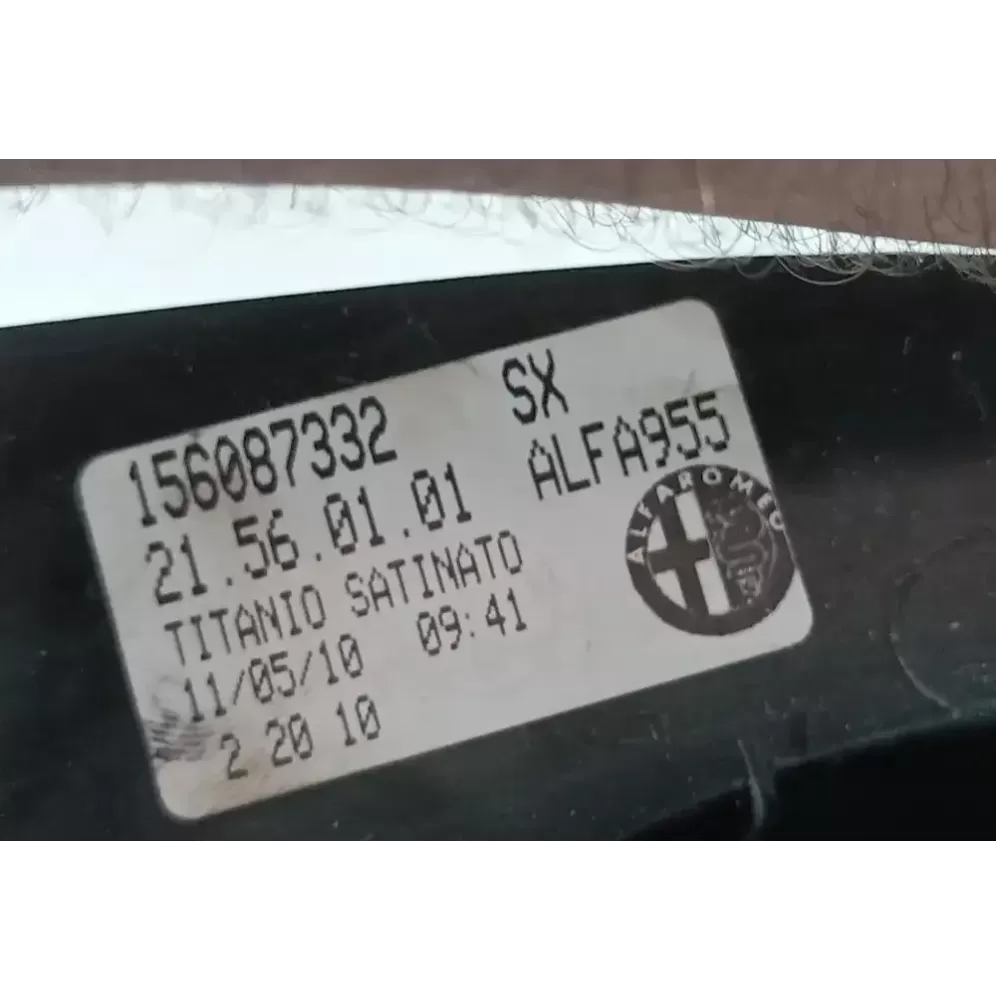 156087332 SX
21.56.01.01 ALFA955
TITANIO SATINATO
11/05/10 09:41
2 20 10
ALFA ROMEO